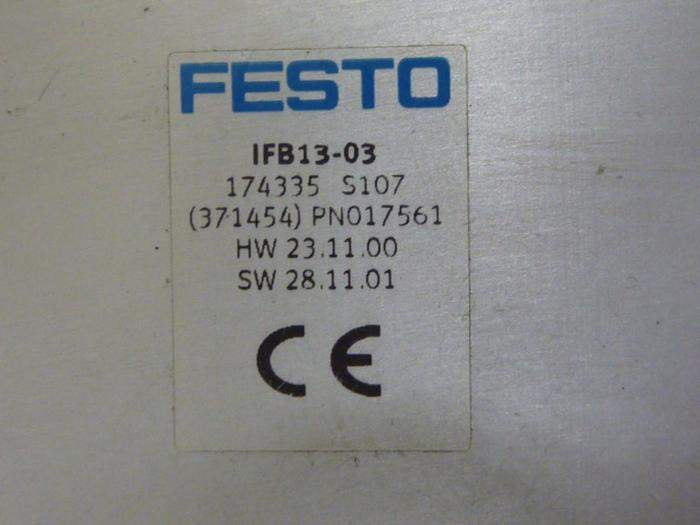 FESTO
IFB13-03
174335 S107
(371454) PN017561
HW 23.11.00
SW 28.11.01
CE